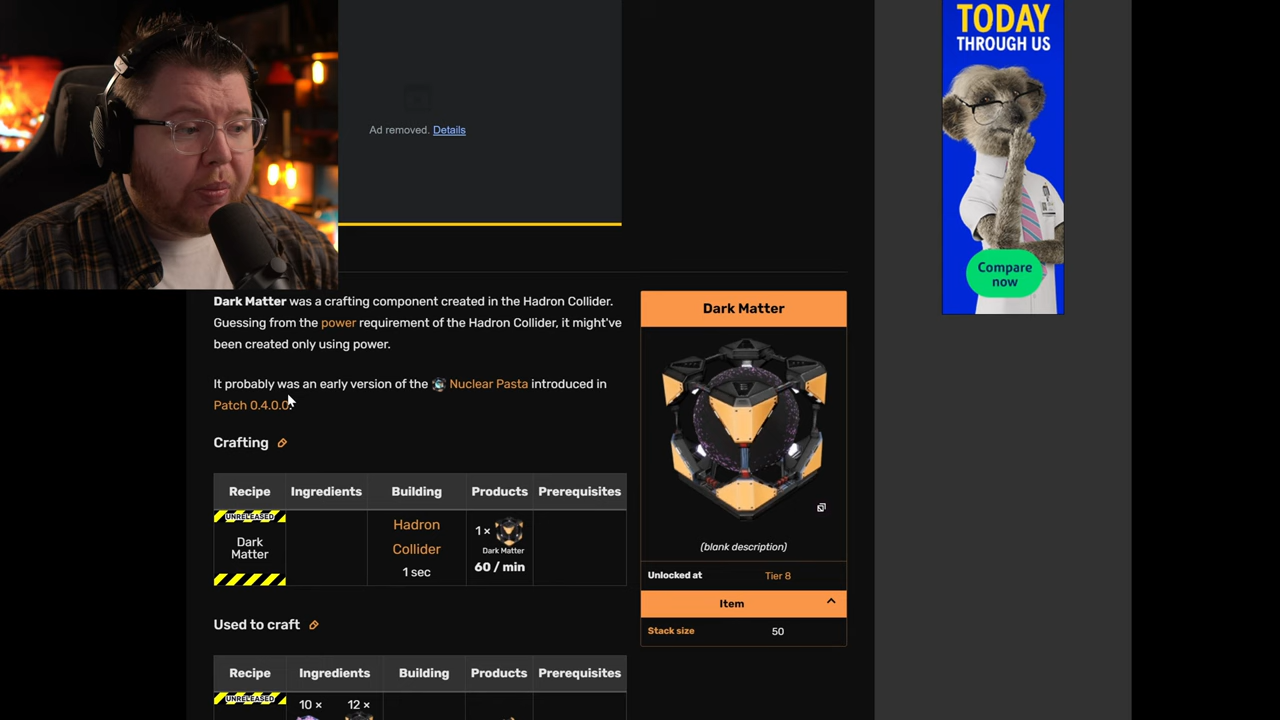 TODAY
THROUGH US
Compare
now
Ad removed. Details
Dark Matter was a crafting component created in the Hadron Collider.
Guessing from the power requirement of the Hadron Collider, it might've
been created only using power.
It probably was an early version of the Nuclear Pasta introduced in
Patch 0.4.0.0.
Crafting
Recipe Ingredients Building Products Prerequisites
UNRELEASED
Dark
Matter
Hadron
Collider
1 sec
1 ×
Dark Matter
60 / min
Used to craft
Recipe Ingredients Building Products Prerequisites
UNRELEASED
10 × 12 ×
Dark Matter
(blank description)
Unlocked at Tier 8
Item
Stack size 50